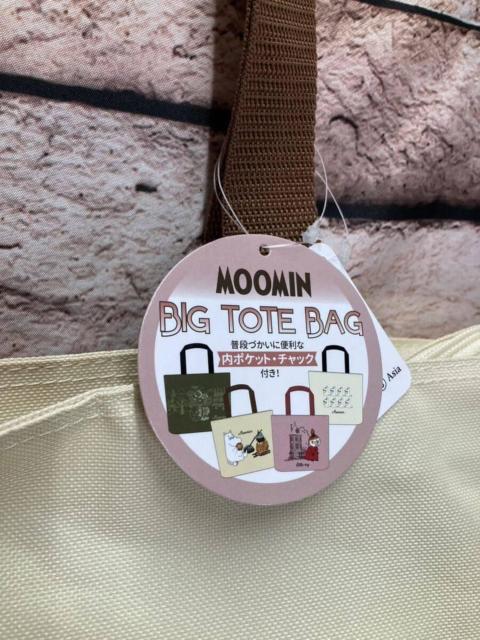 MOOMIN
BIG TOTE BAG
普段づかいに便利な
内ポケット・チャック
付き!
Asia